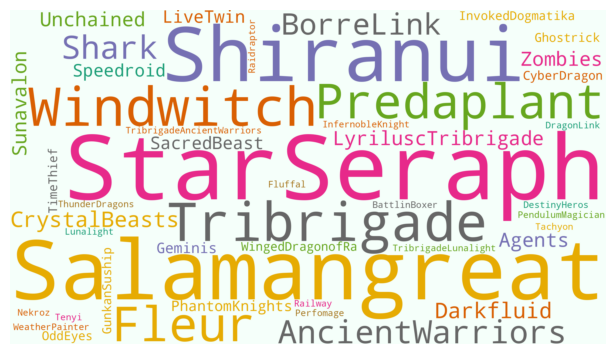 Unchained
LiveTwin
BorreLink
InvokedDogmatika
Ghostrick
Shark
Raidraptor
Shiranui
Zombies
Speedroid
CyberDragon
Sunavalon
Windwitch
Predaplant
TribrigadeAncientWarriors
InfernobleKnight
DragonLink
SacredBeast
LyriluscTribrigade
TimeThief
StarSeraph
Fluffal
ThunderDragons
BattlinBoxer
DestinyHeros
CrystalBeasts
Tribrigade
PendulumMagician
Lunalight
Tachyon
Geminis
WingedDragonofRa
TribrigadeLunalight
Agents
GunkanSuship
Salamangreat
PhantomKnights
Railway
Nekroz
Tenyi
Perfomage
Darkfluid
WeatherPainter
Fleur
OddEyes
AncientWarriors